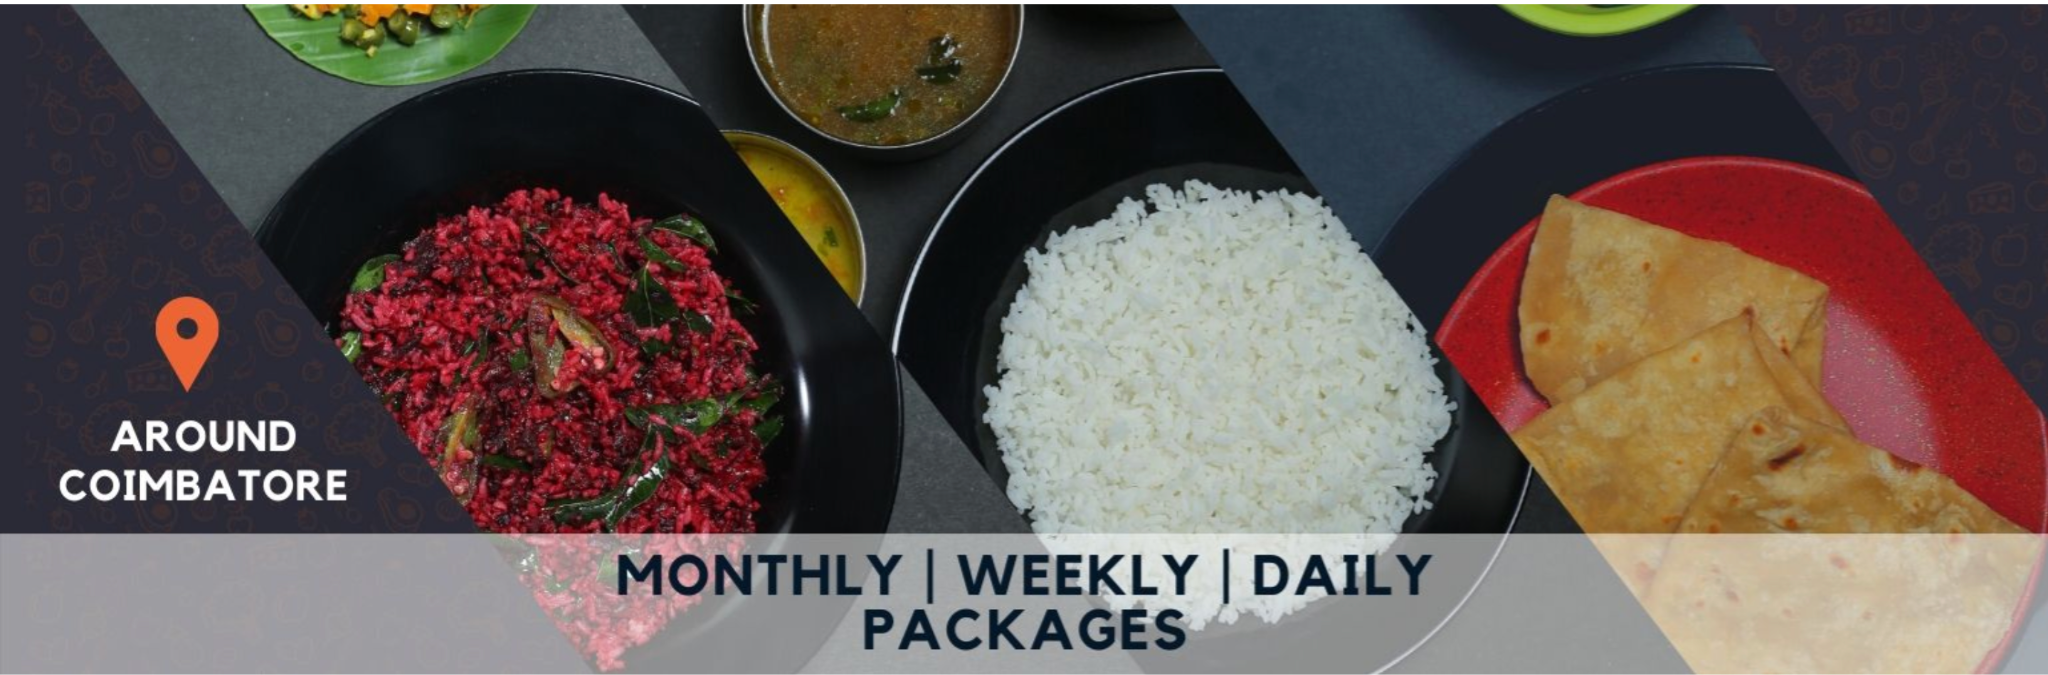 AROUND
COIMBATORE
MONTHLY | WEEKLY | DAILY
PACKAGES